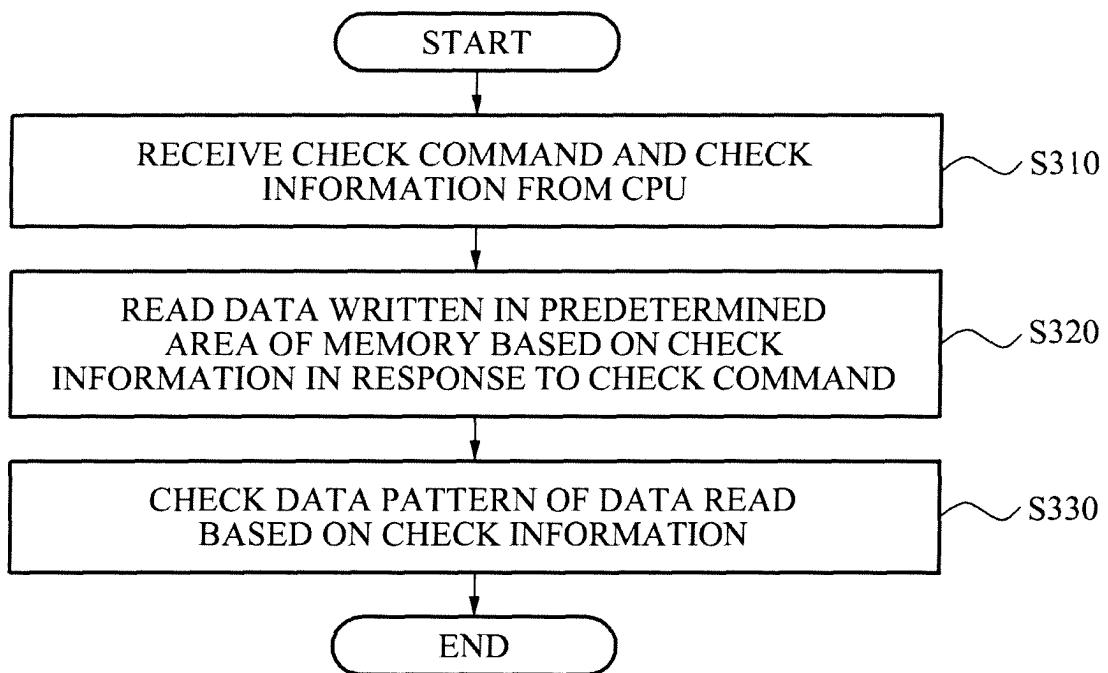 START
RECEIVE CHECK COMMAND AND CHECK
INFORMATION FROM CPU
S310
READ DATA WRITTEN IN PREDETERMINED
AREA OF MEMORY BASED ON CHECK
INFORMATION IN RESPONSE TO CHECK COMMAND
S320
CHECK DATA PATTERN OF DATA READ
BASED ON CHECK INFORMATION
S330
END